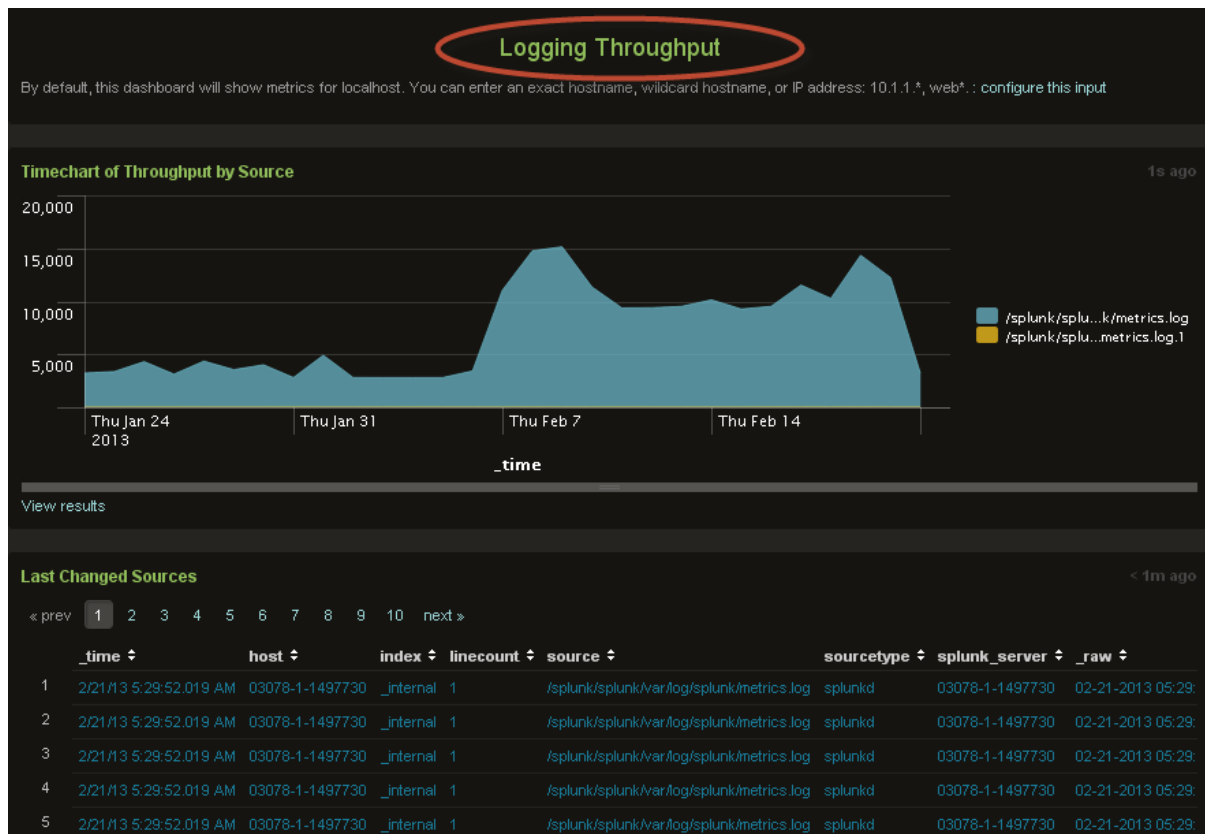 Logging Throughput
By default, this dashboard will show metrics for localhost. You can enter an exact hostname, wildcard hostname, or IP address: 10.1.1.*, web*. : configure this input
Timechart of Throughput by Source 1s ago
20,000
15,000
10,000
5,000
/splunk/splu...k/metrics.log
/splunk/splu...metrics.log.1
Thu Jan 24 Thu Jan 31 Thu Feb 7 Thu Feb 14
2013
_time
View results
Last Changed Sources < 1m ago
« prev 1 2 3 4 5 6 7 8 9 10 next »
_time host index linecount source sourcetype splunk_server _raw
1 2/21/13 5:29:52.019 AM 03078-1-1497730 _internal 1 /splunk/splunk/var/log/splunk/metrics.log splunkd 03078-1-1497730 02-21-2013 05:29:
2 2/21/13 5:29:52.019 AM 03078-1-1497730 _internal 1 /splunk/splunk/var/log/splunk/metrics.log splunkd 03078-1-1497730 02-21-2013 05:29:
3 2/21/13 5:29:52.019 AM 03078-1-1497730 _internal 1 /splunk/splunk/var/log/splunk/metrics.log splunkd 03078-1-1497730 02-21-2013 05:29:
4 2/21/13 5:29:52.019 AM 03078-1-1497730 _internal 1 /splunk/splunk/var/log/splunk/metrics.log splunkd 03078-1-1497730 02-21-2013 05:29:
5 2/21/13 5:29:52.019 AM 03078-1-1497730 _internal 1 /splunk/splunk/var/log/splunk/metrics.log splunkd 03078-1-1497730 02-21-2013 05:29: